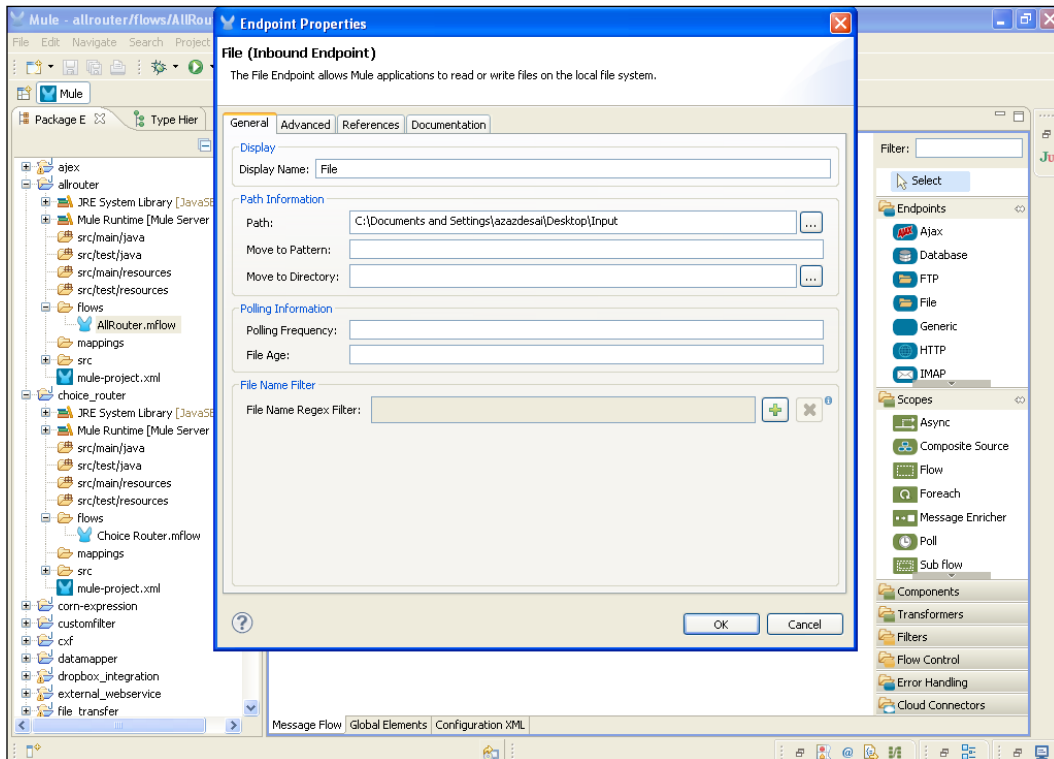 Mule - allrouter/flows/AllRou
File Edit Navigate Search Project
Mule
Package E
Type Hier
ajex
allrouter
JRE System Library [JavaSE
Mule Runtime [Mule Server
src/main/java
src/test/java
src/main/resources
src/test/resources
flows
AllRouter.mflow
mappings
src
mule-project.xml
choice_router
JRE System Library [JavaSE
Mule Runtime [Mule Server
src/main/java
src/test/java
src/main/resources
src/test/resources
flows
Choice Router.mflow
mappings
src
mule-project.xml
corn-expression
customfilter
cxf
datamapper
dropbox_integration
external_webservice
file_transfer
Endpoint Properties
File (Inbound Endpoint)
The File Endpoint allows Mule applications to read or write files on the local file system.
General Advanced References Documentation
Display
Display Name: File
Path Information
Path: C:\Documents and Settings\azazdesai\Desktop\Input ...
Move to Pattern:
Move to Directory: ...
Polling Information
Polling Frequency:
File Age:
File Name Filter
File Name Regex Filter:
OK Cancel
Message Flow Global Elements Configuration XML
Filter:
Select
Endpoints
Ajax
Database
FTP
File
Generic
HTTP
IMAP
Scopes
Async
Composite Source
Flow
Foreach
Message Enricher
Poll
Sub flow
Components
Transformers
Filters
Flow Control
Error Handling
Cloud Connectors
Ju